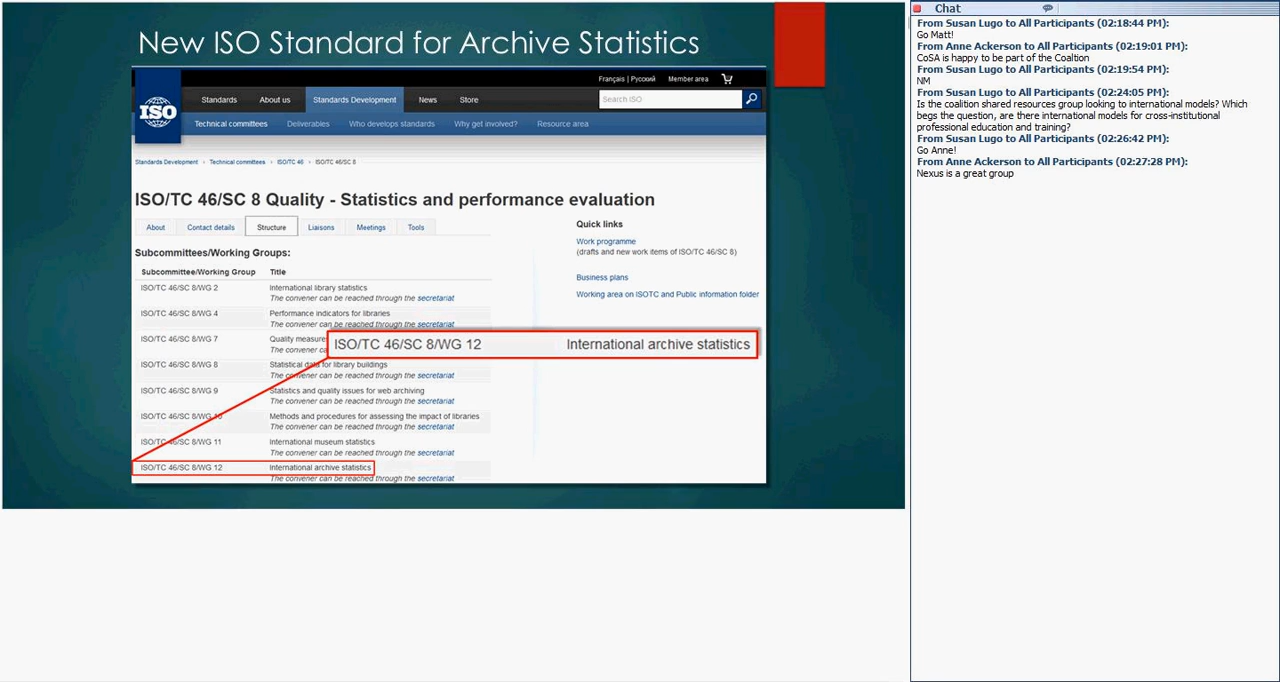 New ISO Standard for Archive Statistics
Français | Русский Member area
ISO
Standards About us Standards Development News Store
Search ISO
Technical committees Deliverables Who develops standards Why get involved? Resource area
Standards Development › Technical committees › ISO/TC 46 › ISO/TC 46/SC 8
ISO/TC 46/SC 8 Quality - Statistics and performance evaluation
About Contact details Structure Liaisons Meetings Tools
Subcommittees/Working Groups:
Subcommittee/Working Group Title
ISO/TC 46/SC 8/WG 2 International library statistics
The convener can be reached through the secretariat
ISO/TC 46/SC 8/WG 4 Performance indicators for libraries
The convener can be reached through the secretariat
ISO/TC 46/SC 8/WG 7 Quality measures
The convener ca
ISO/TC 46/SC 8/WG 8 Statistical data for library buildings
The convener can be reached through the secretariat
ISO/TC 46/SC 8/WG 9 Statistics and quality issues for web archiving
The convener can be reached through the secretariat
ISO/TC 46/SC 8/WG 10 Methods and procedures for assessing the impact of libraries
The convener can be reached through the secretariat
ISO/TC 46/SC 8/WG 11 International museum statistics
The convener can be reached through the secretariat
ISO/TC 46/SC 8/WG 12 International archive statistics
The convener can be reached through the secretariat
ISO/TC 46/SC 8/WG 12 International archive statistics
Quick links
Work programme
(drafts and new work items of ISO/TC 46/SC 8)
Business plans
Working area on ISOTC and Public information folder
Chat
From Susan Lugo to All Participants (02:18:44 PM):
Go Matt!
From Anne Ackerson to All Participants (02:19:01 PM):
CoSA is happy to be part of the Coaltion
From Susan Lugo to All Participants (02:19:54 PM):
NM
From Susan Lugo to All Participants (02:24:05 PM):
Is the coalition shared resources group looking to international models? Which
begs the question, are there international models for cross-institutional
professional education and training?
From Susan Lugo to All Participants (02:26:42 PM):
Go Anne!
From Anne Ackerson to All Participants (02:27:28 PM):
Nexus is a great group